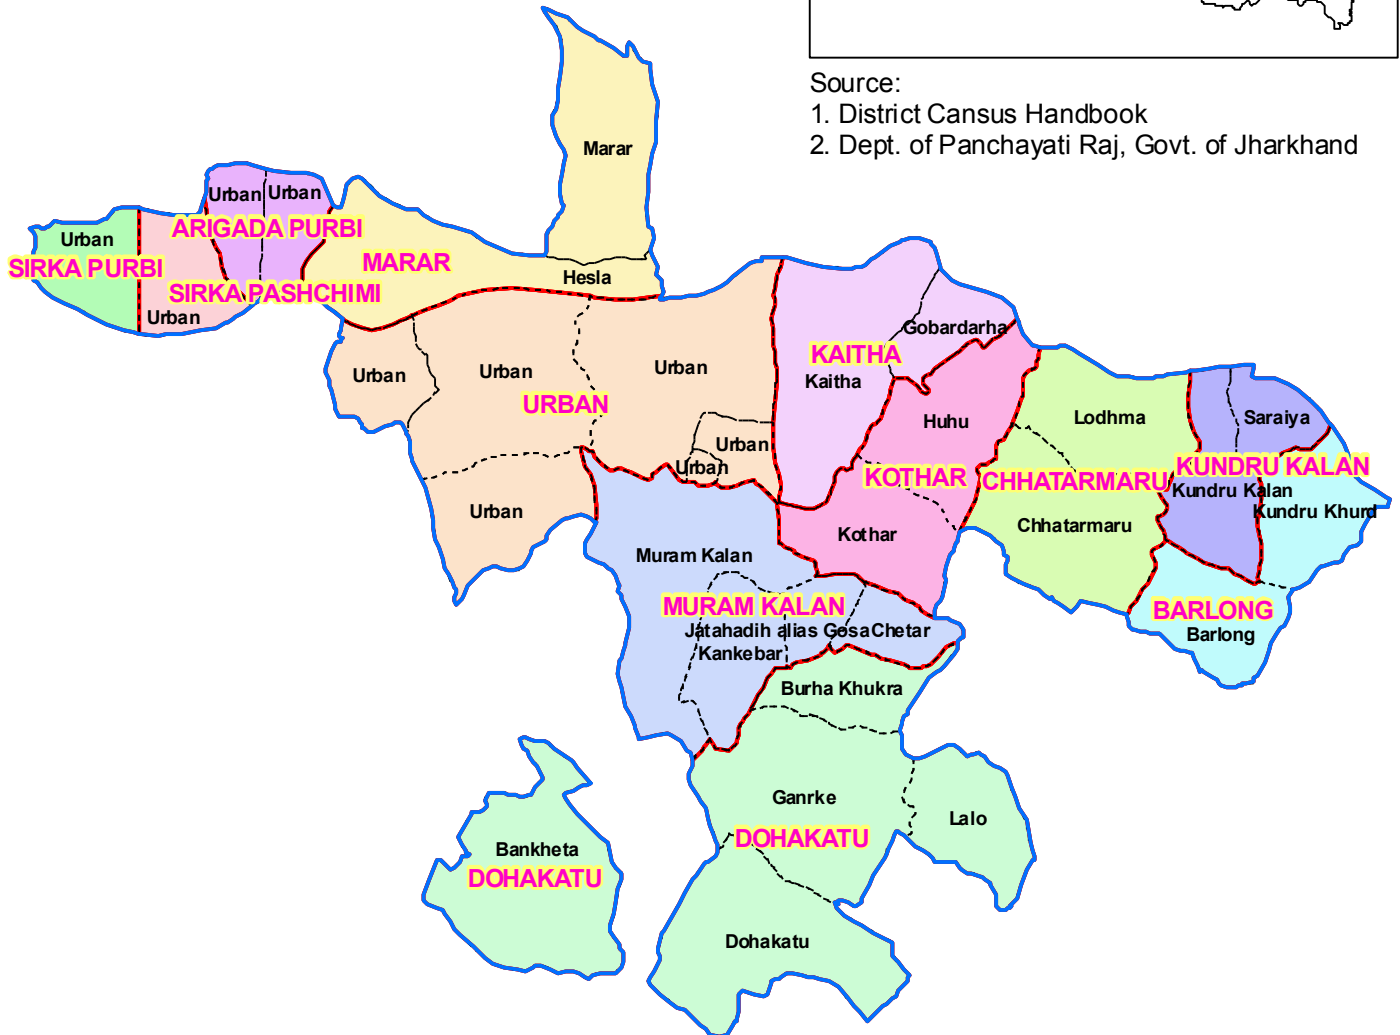 Source:
1. District Cansus Handbook
2. Dept. of Panchayati Raj, Govt. of Jharkhand
Marar
Urban
Urban
ARIGADA PURBI
Urban
SIRKA PURBI
MARAR
Hesla
SIRKA PASHCHIMI
Urban
Gobardarha
KAITHA
Kaitha
Urban
Urban
Urban
URBAN
Huhu
Lodhma
Saraiya
Urban
Urban
KOTHAR
CHHATARMARU
KUNDRU KALAN
Kundru Kalan
Kundru Khurd
Urban
Chhatarmaru
Kothar
Muram Kalan
MURAM KALAN
BARLONG
Jatahadih alias Gosa
Chetar
Barlong
Kankebar
Burha Khukra
Ganrke
Lalo
DOHAKATU
Bankheta
DOHAKATU
Dohakatu